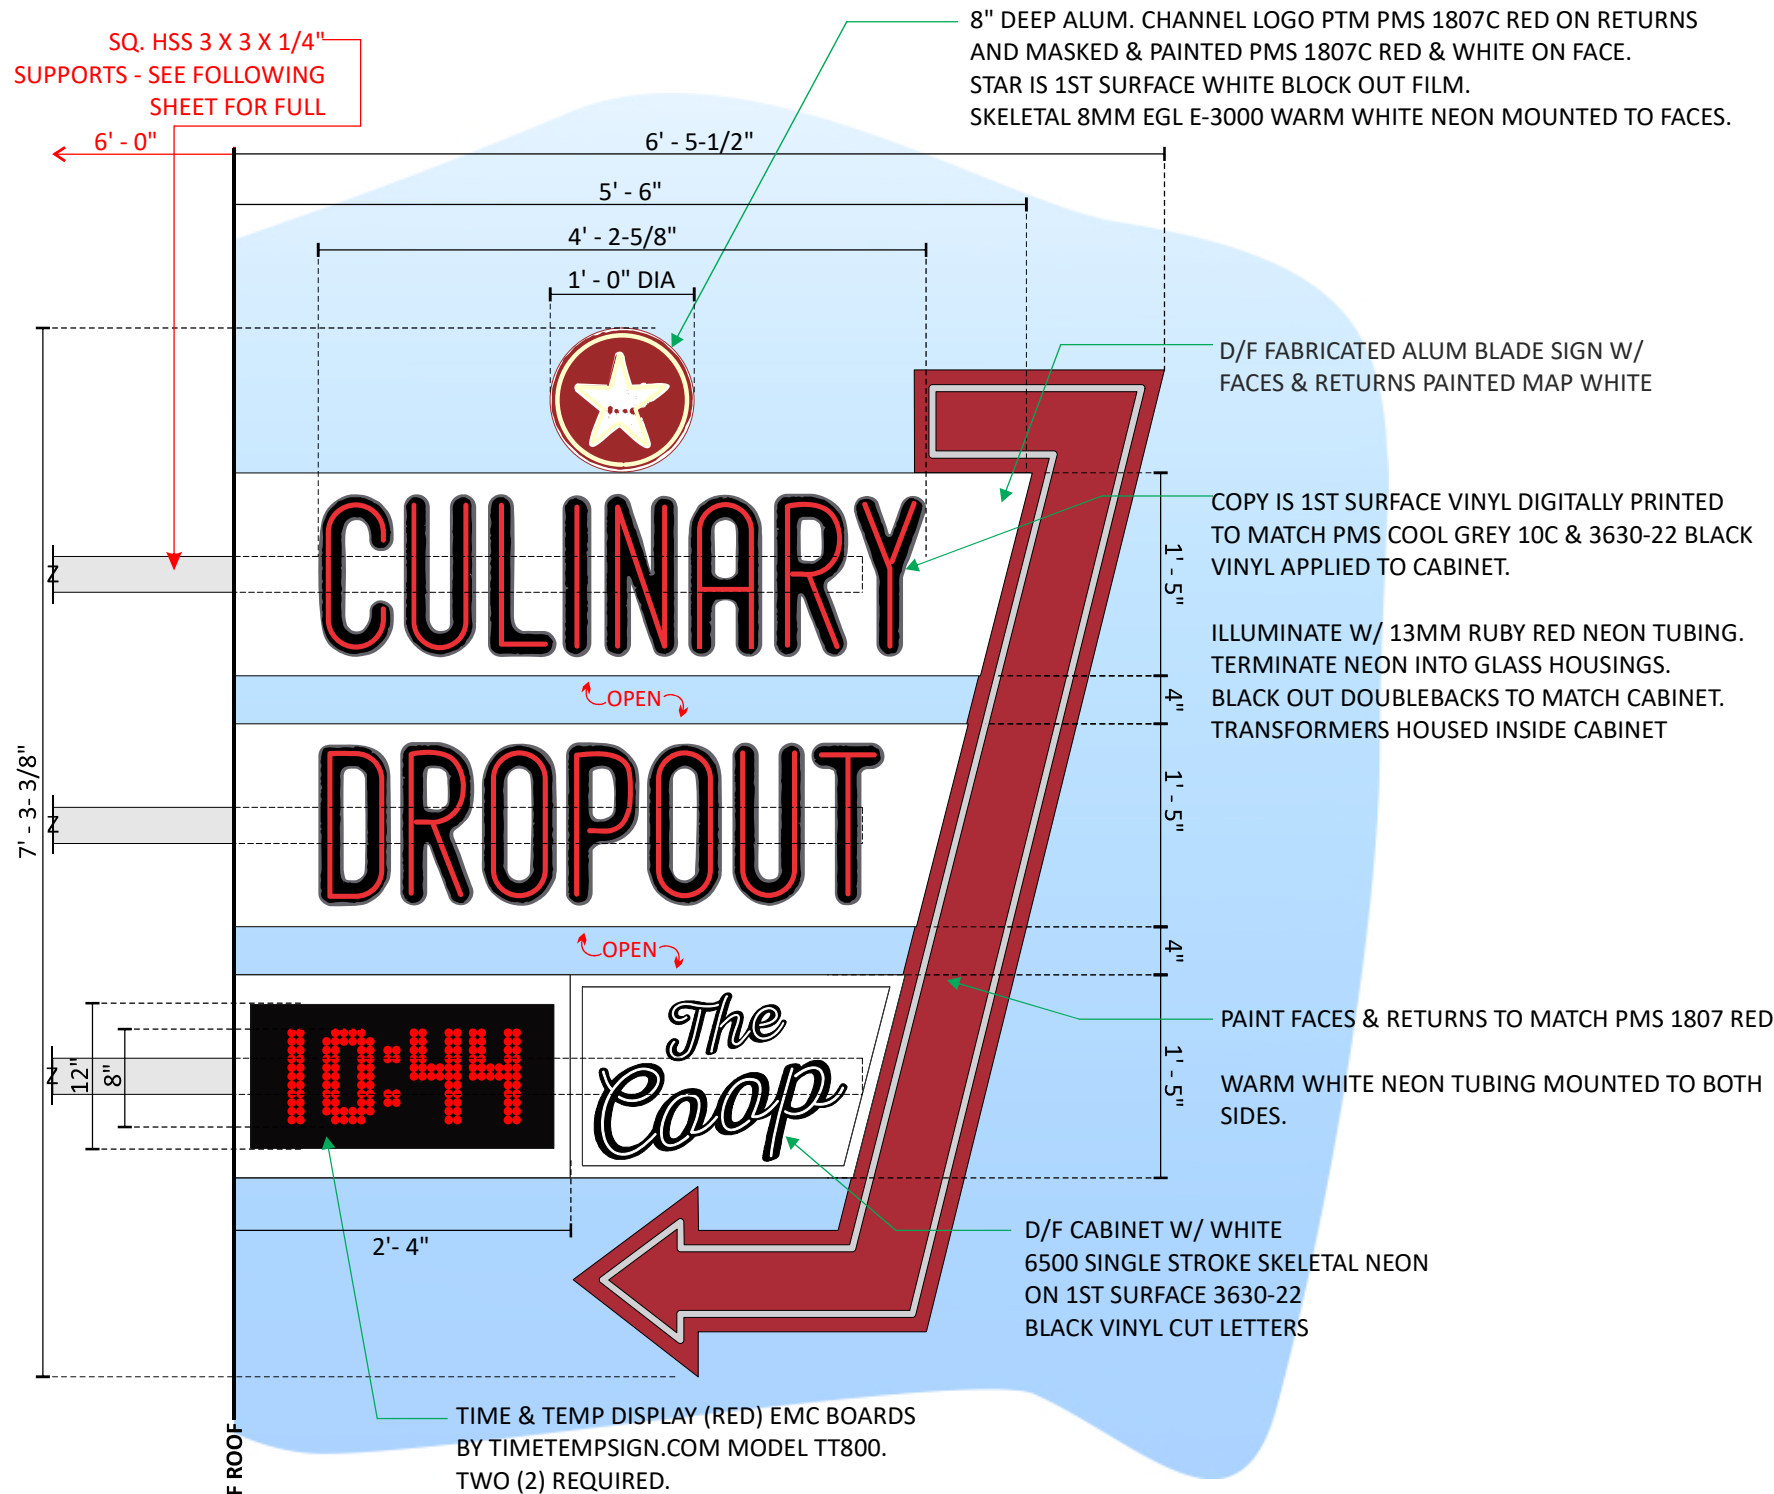 8" DEEP ALUM. CHANNEL LOGO PTM PMS 1807C RED ON RETURNS
AND MASKED & PAINTED PMS 1807C RED & WHITE ON FACE.
STAR IS 1ST SURFACE WHITE BLOCK OUT FILM.
SKELETAL 8MM EGL E-3000 WARM WHITE NEON MOUNTED TO FACES.
SQ. HSS 3 X 3 X 1/4"
SUPPORTS - SEE FOLLOWING
SHEET FOR FULL
6' - 0"
6' - 5-1/2"
5' - 6"
4' - 2-5/8"
1' - 0" DIA
D/F FABRICATED ALUM BLADE SIGN W/
FACES & RETURNS PAINTED MAP WHITE
CULINARY
COPY IS 1ST SURFACE VINYL DIGITALLY PRINTED
TO MATCH PMS COOL GREY 10C & 3630-22 BLACK
VINYL APPLIED TO CABINET.
ILLUMINATE W/ 13MM RUBY RED NEON TUBING.
TERMINATE NEON INTO GLASS HOUSINGS.
BLACK OUT DOUBLEBACKS TO MATCH CABINET.
TRANSFORMERS HOUSED INSIDE CABINET
1' - 5"
Z
OPEN
4"
DROPOUT
1' - 5"
7' - 3- 3/8"
Z
OPEN
4"
10:44
The
Coop
12"
8"
Z
1' - 5"
PAINT FACES & RETURNS TO MATCH PMS 1807 RED
WARM WHITE NEON TUBING MOUNTED TO BOTH
SIDES.
2'- 4"
D/F CABINET W/ WHITE
6500 SINGLE STROKE SKELETAL NEON
ON 1ST SURFACE 3630-22
BLACK VINYL CUT LETTERS
TIME & TEMP DISPLAY (RED) EMC BOARDS
BY TIMETEMPSIGN.COM MODEL TT800.
TWO (2) REQUIRED.
F ROOF